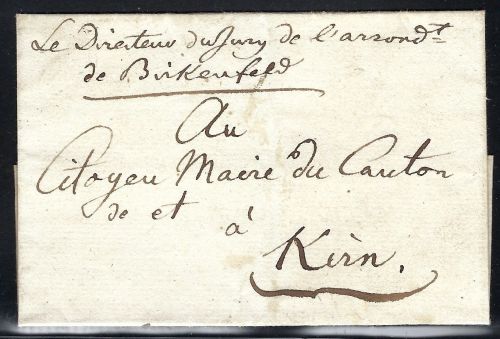 Le Directeur du Jury de l'arrond.t
de Birkenfeld
Au
Citoyen Maire du Canton
de et
à
Kirn.